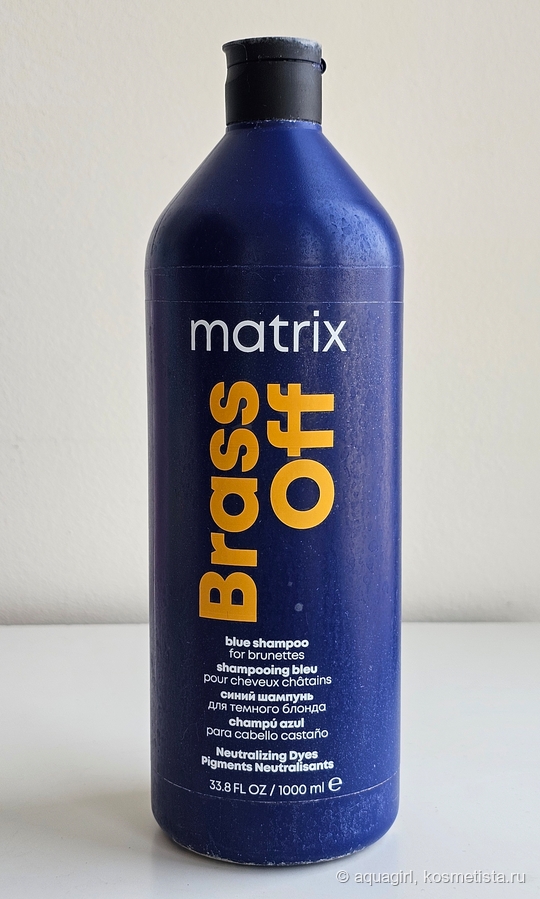 matrix
Brass
Off
blue shampoo
for brunettes
shampooing bleu
pour cheveux châtains
синий шампунь
для темного блонда
champú azul
para cabello castaño
Neutralizing Dyes
Pigments Neutralisants
33.8 FL OZ / 1000 ml ℮
© aquagirl, kosmetista.ru